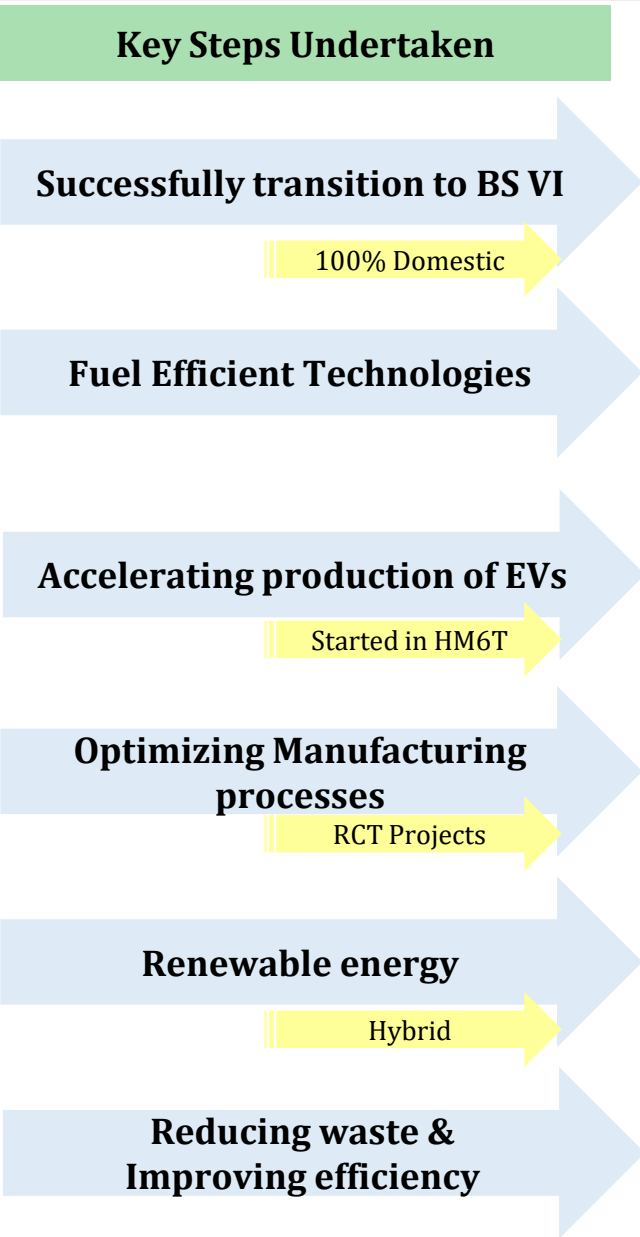 Key Steps Undertaken
Successfully transition to BS VI
100% Domestic
Fuel Efficient Technologies
Accelerating production of EVs
Started in HM6T
Optimizing Manufacturing
processes
RCT Projects
Renewable energy
Hybrid
Reducing waste &
Improving efficiency